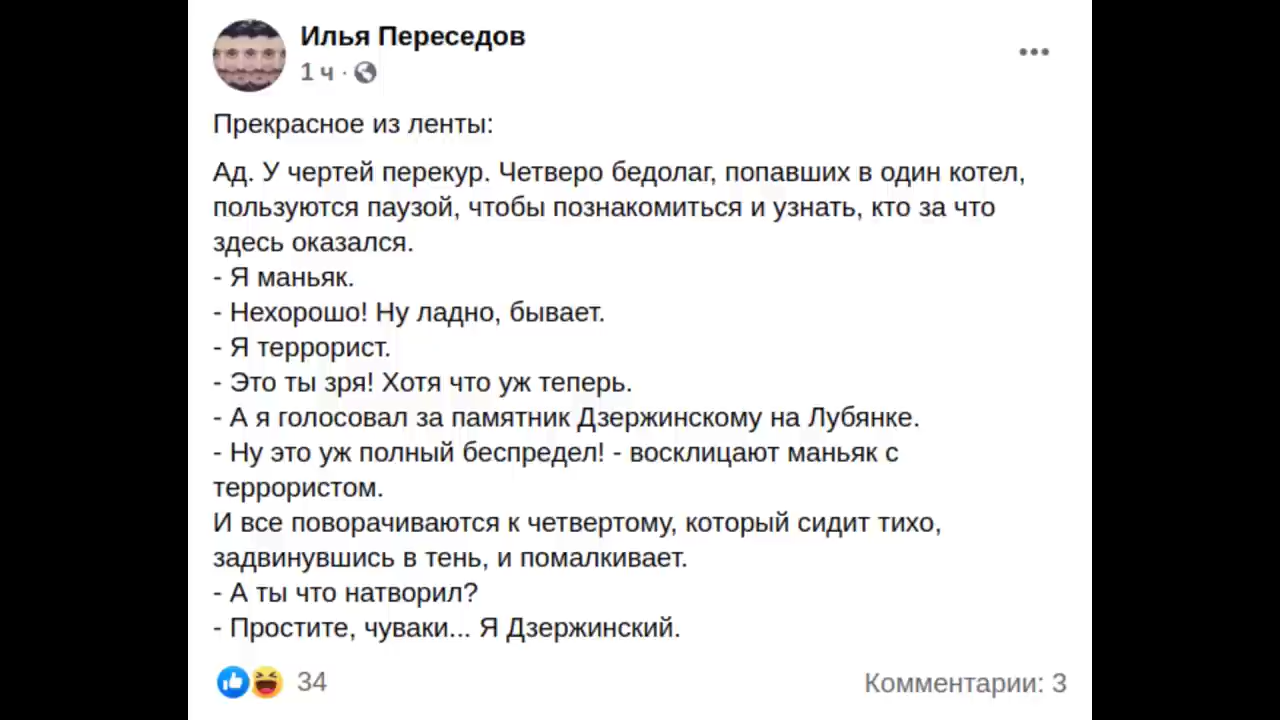 Илья Переседов
1 ч ·
Прекрасное из ленты:
Ад. У чертей перекур. Четверо бедолаг, попавших в один котел,
пользуются паузой, чтобы познакомиться и узнать, кто за что
здесь оказался.
- Я маньяк.
- Нехорошо! Ну ладно, бывает.
- Я террорист.
- Это ты зря! Хотя что уж теперь.
- А я голосовал за памятник Дзержинскому на Лубянке.
- Ну это уж полный беспредел! - восклицают маньяк с
террористом.
И все поворачиваются к четвертому, который сидит тихо,
задвинувшись в тень, и помалкивает.
- А ты что натворил?
- Простите, чуваки... Я Дзержинский.
34
Комментарии: 3